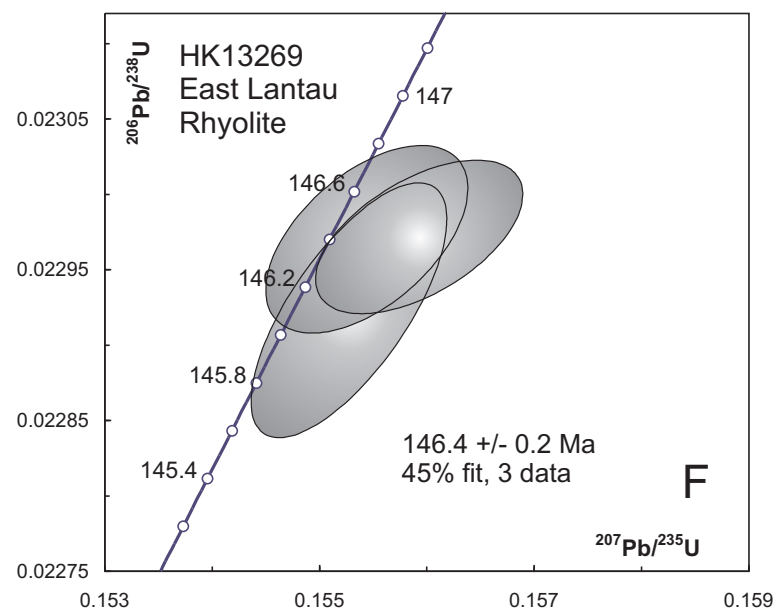 HK13269
East Lantau
Rhyolite
206Pb/238U
0.02305
0.02295
0.02285
0.02275
147
146.6
146.2
145.8
145.4
146.4 +/- 0.2 Ma
45% fit, 3 data
F
207Pb/235U
0.153
0.155
0.157
0.159